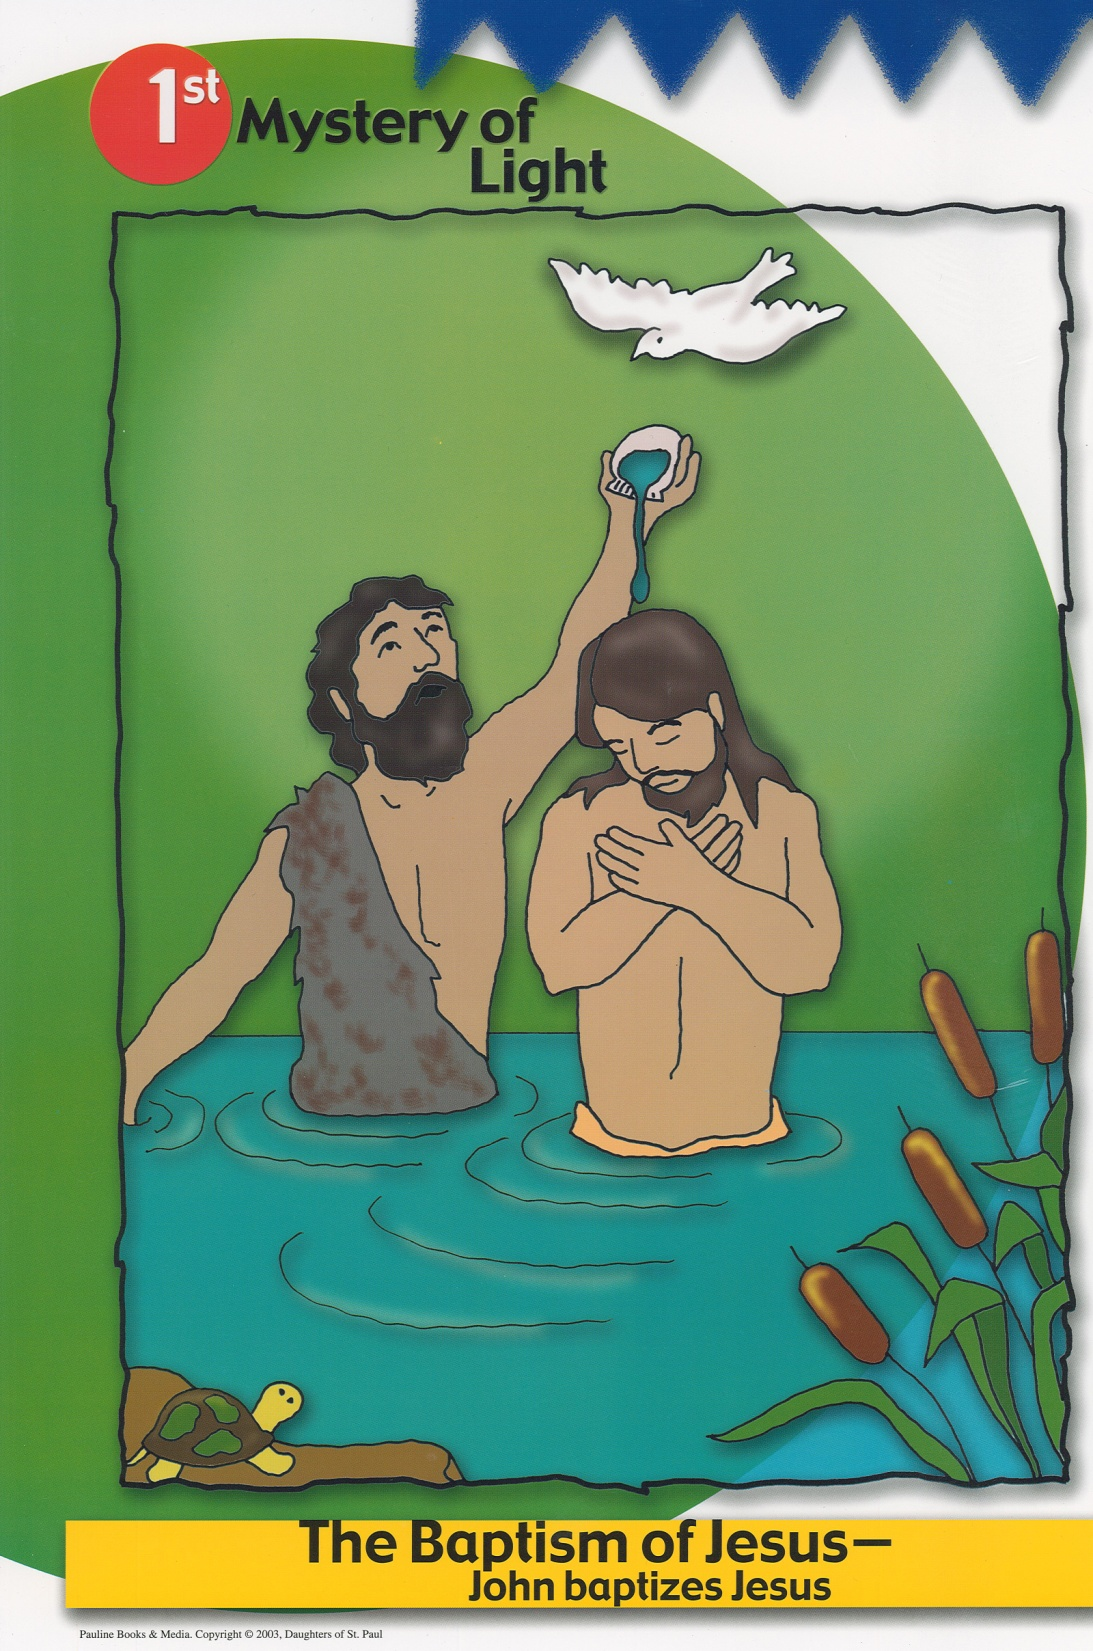 1st Mystery of
Light
The Baptism of Jesus—
John baptizes Jesus
Pauline Books & Media. Copyright © 2003, Daughters of St. Paul